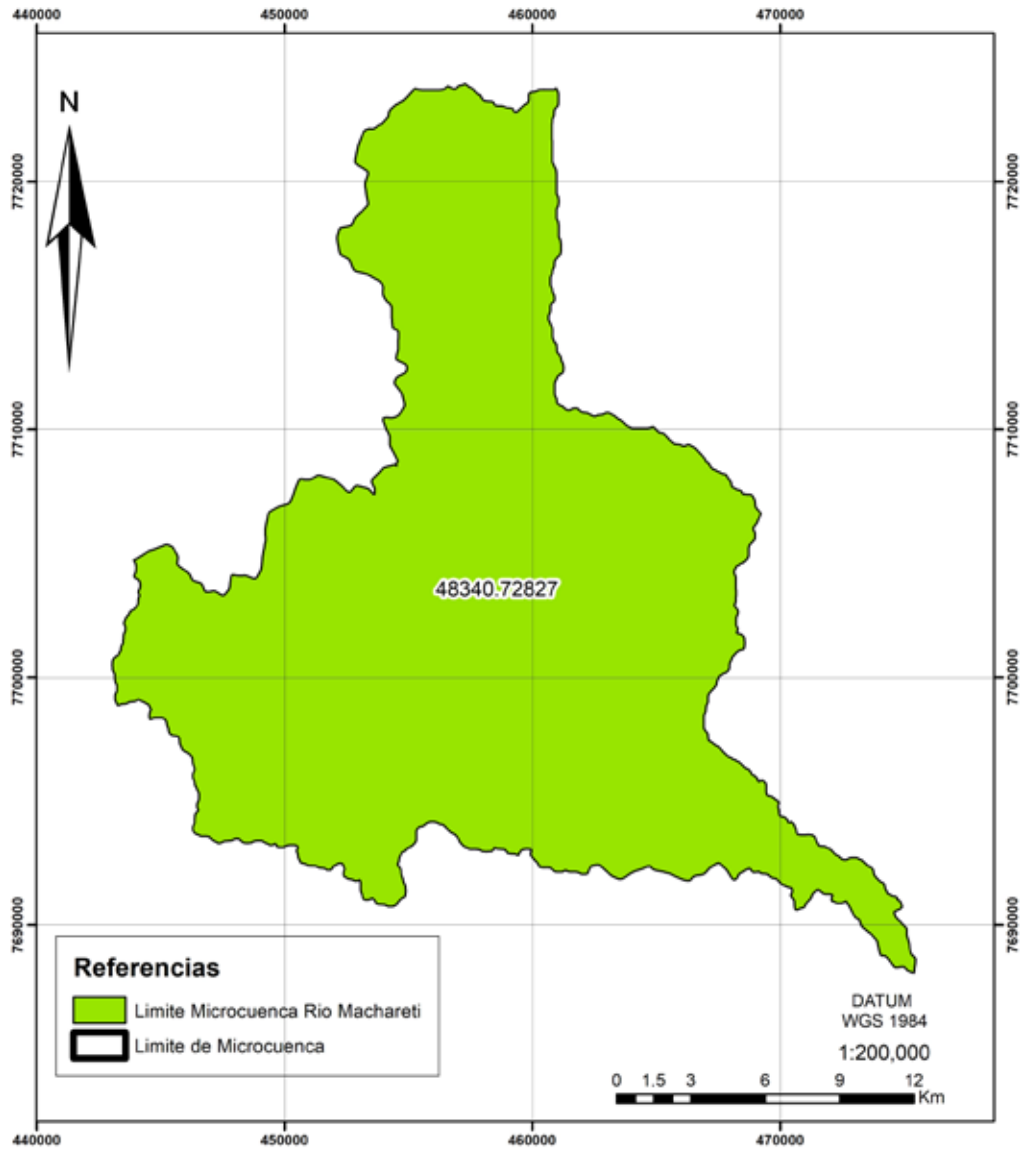 440000 450000 460000 470000
N
7720000 7720000
7710000 7710000
48340.72827
7700000 7700000
7690000 7690000
Referencias
Limite Microcuenca Rio Machareti
Limite de Microcuenca
DATUM
WGS 1984
1:200,000
0 1.5 3 6 9 12
Km
440000 450000 460000 470000